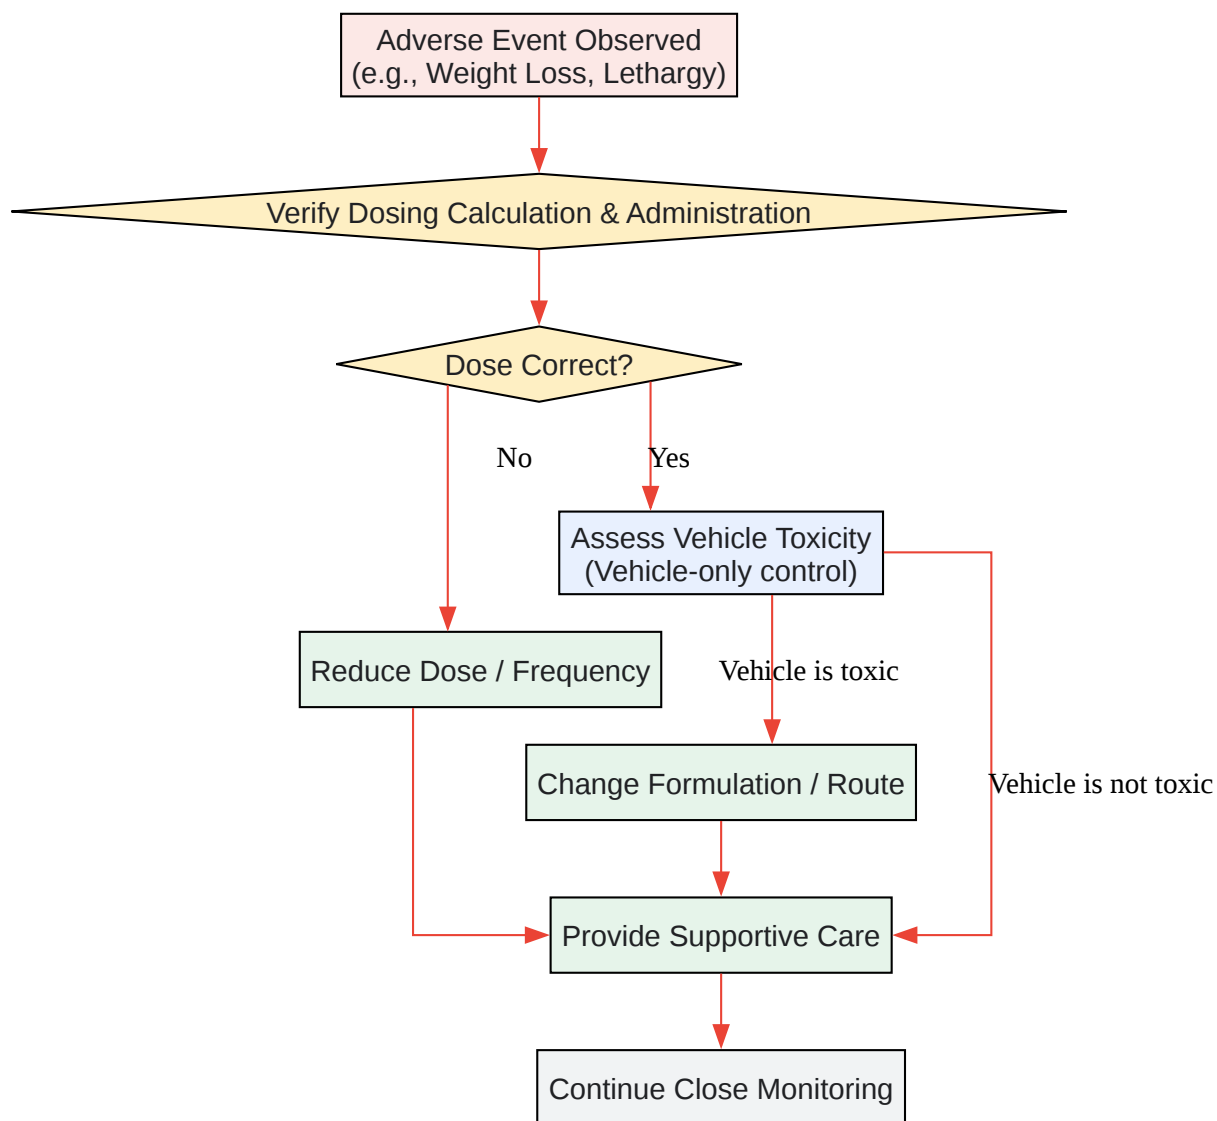 Adverse Event Observed
(e.g., Weight Loss, Lethargy)
Verify Dosing Calculation & Administration
Dose Correct?
No
Yes
Assess Vehicle Toxicity
(Vehicle-only control)
Reduce Dose / Frequency
Vehicle is toxic
Change Formulation / Route
Vehicle is not toxic
Provide Supportive Care
Continue Close Monitoring